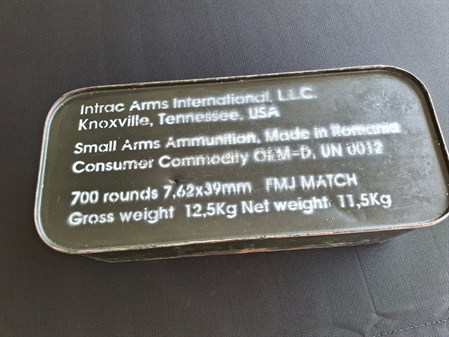 Intrac Arms International, L.L.C.
Knoxville, Tennessee, USA
Small Arms Ammunition, Made in Romania
Consumer Commodity ORM-D, UN 0012
700 rounds 7,62x39mm FMJ MATCH
Gross weight 12,5Kg Net weight 11,5Kg